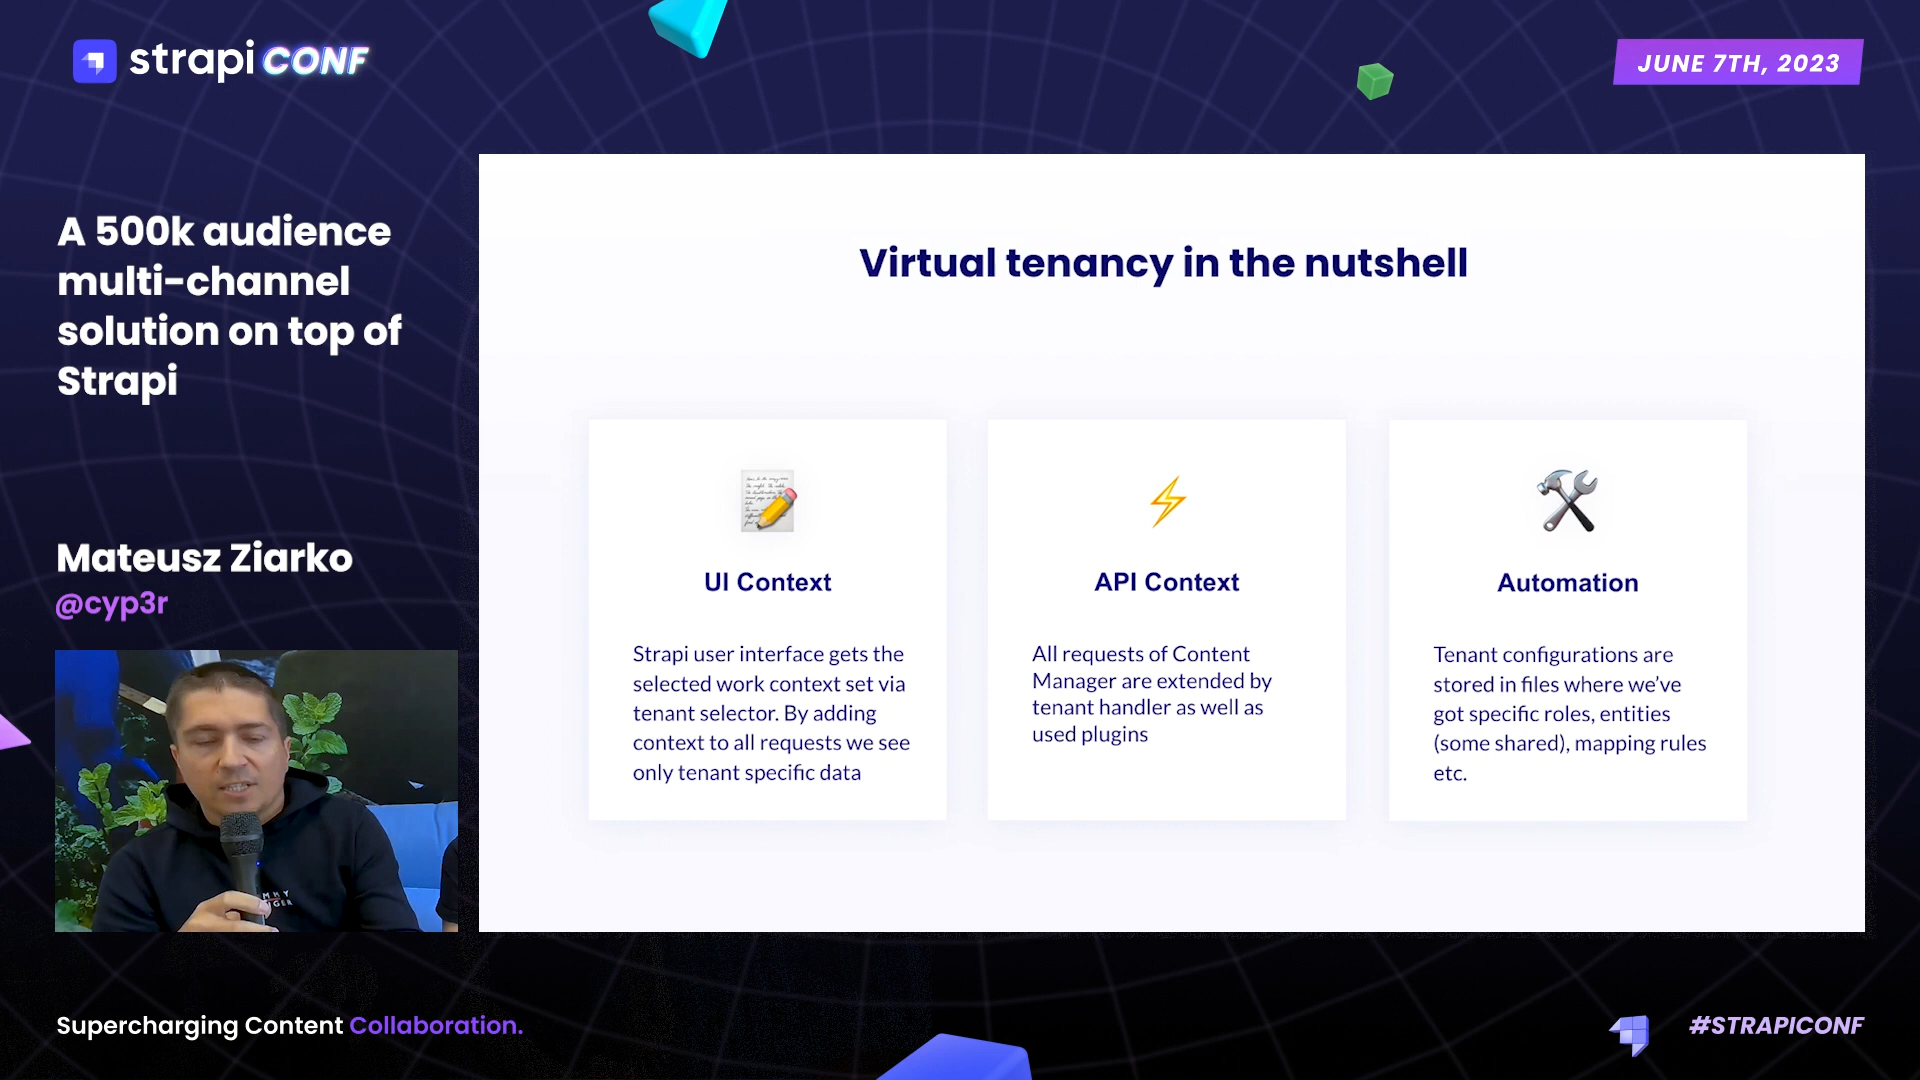 strapi CONF
JUNE 7TH, 2023
A 500k audience
multi-channel
solution on top of
Strapi
Mateusz Ziarko
@cyp3r
Virtual tenancy in the nutshell
UI Context
Strapi user interface gets the
selected work context set via
tenant selector. By adding
context to all requests we see
only tenant specific data
API Context
All requests of Content
Manager are extended by
tenant handler as well as
used plugins
Automation
Tenant configurations are
stored in files where we’ve
got specific roles, entities
(some shared), mapping rules
etc.
Supercharging Content Collaboration.
#STRAPICONF